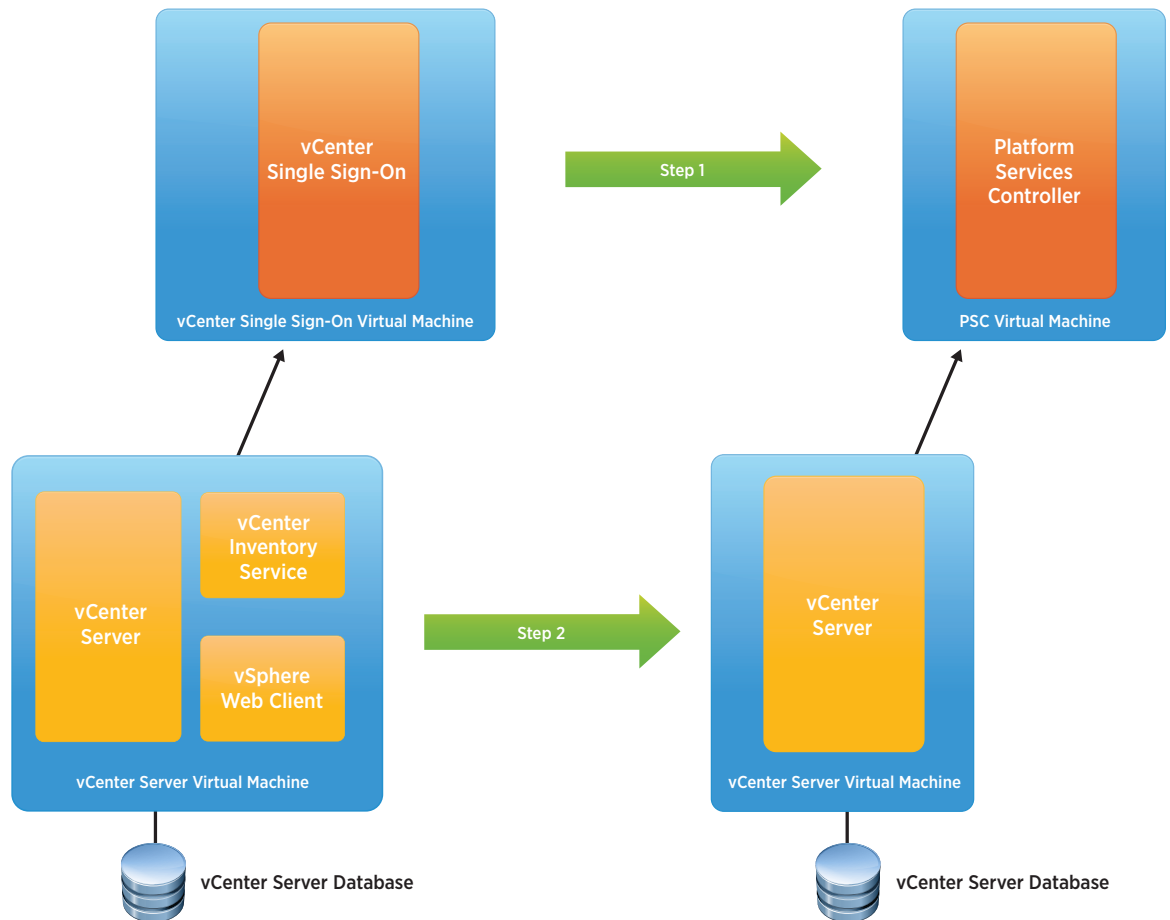 vCenter
Single Sign-On
vCenter Single Sign-On Virtual Machine
Step 1
Platform
Services
Controller
PSC Virtual Machine
vCenter
Server
vCenter
Inventory
Service
vSphere
Web Client
vCenter Server Virtual Machine
vCenter Server Database
Step 2
vCenter
Server
vCenter Server Virtual Machine
vCenter Server Database